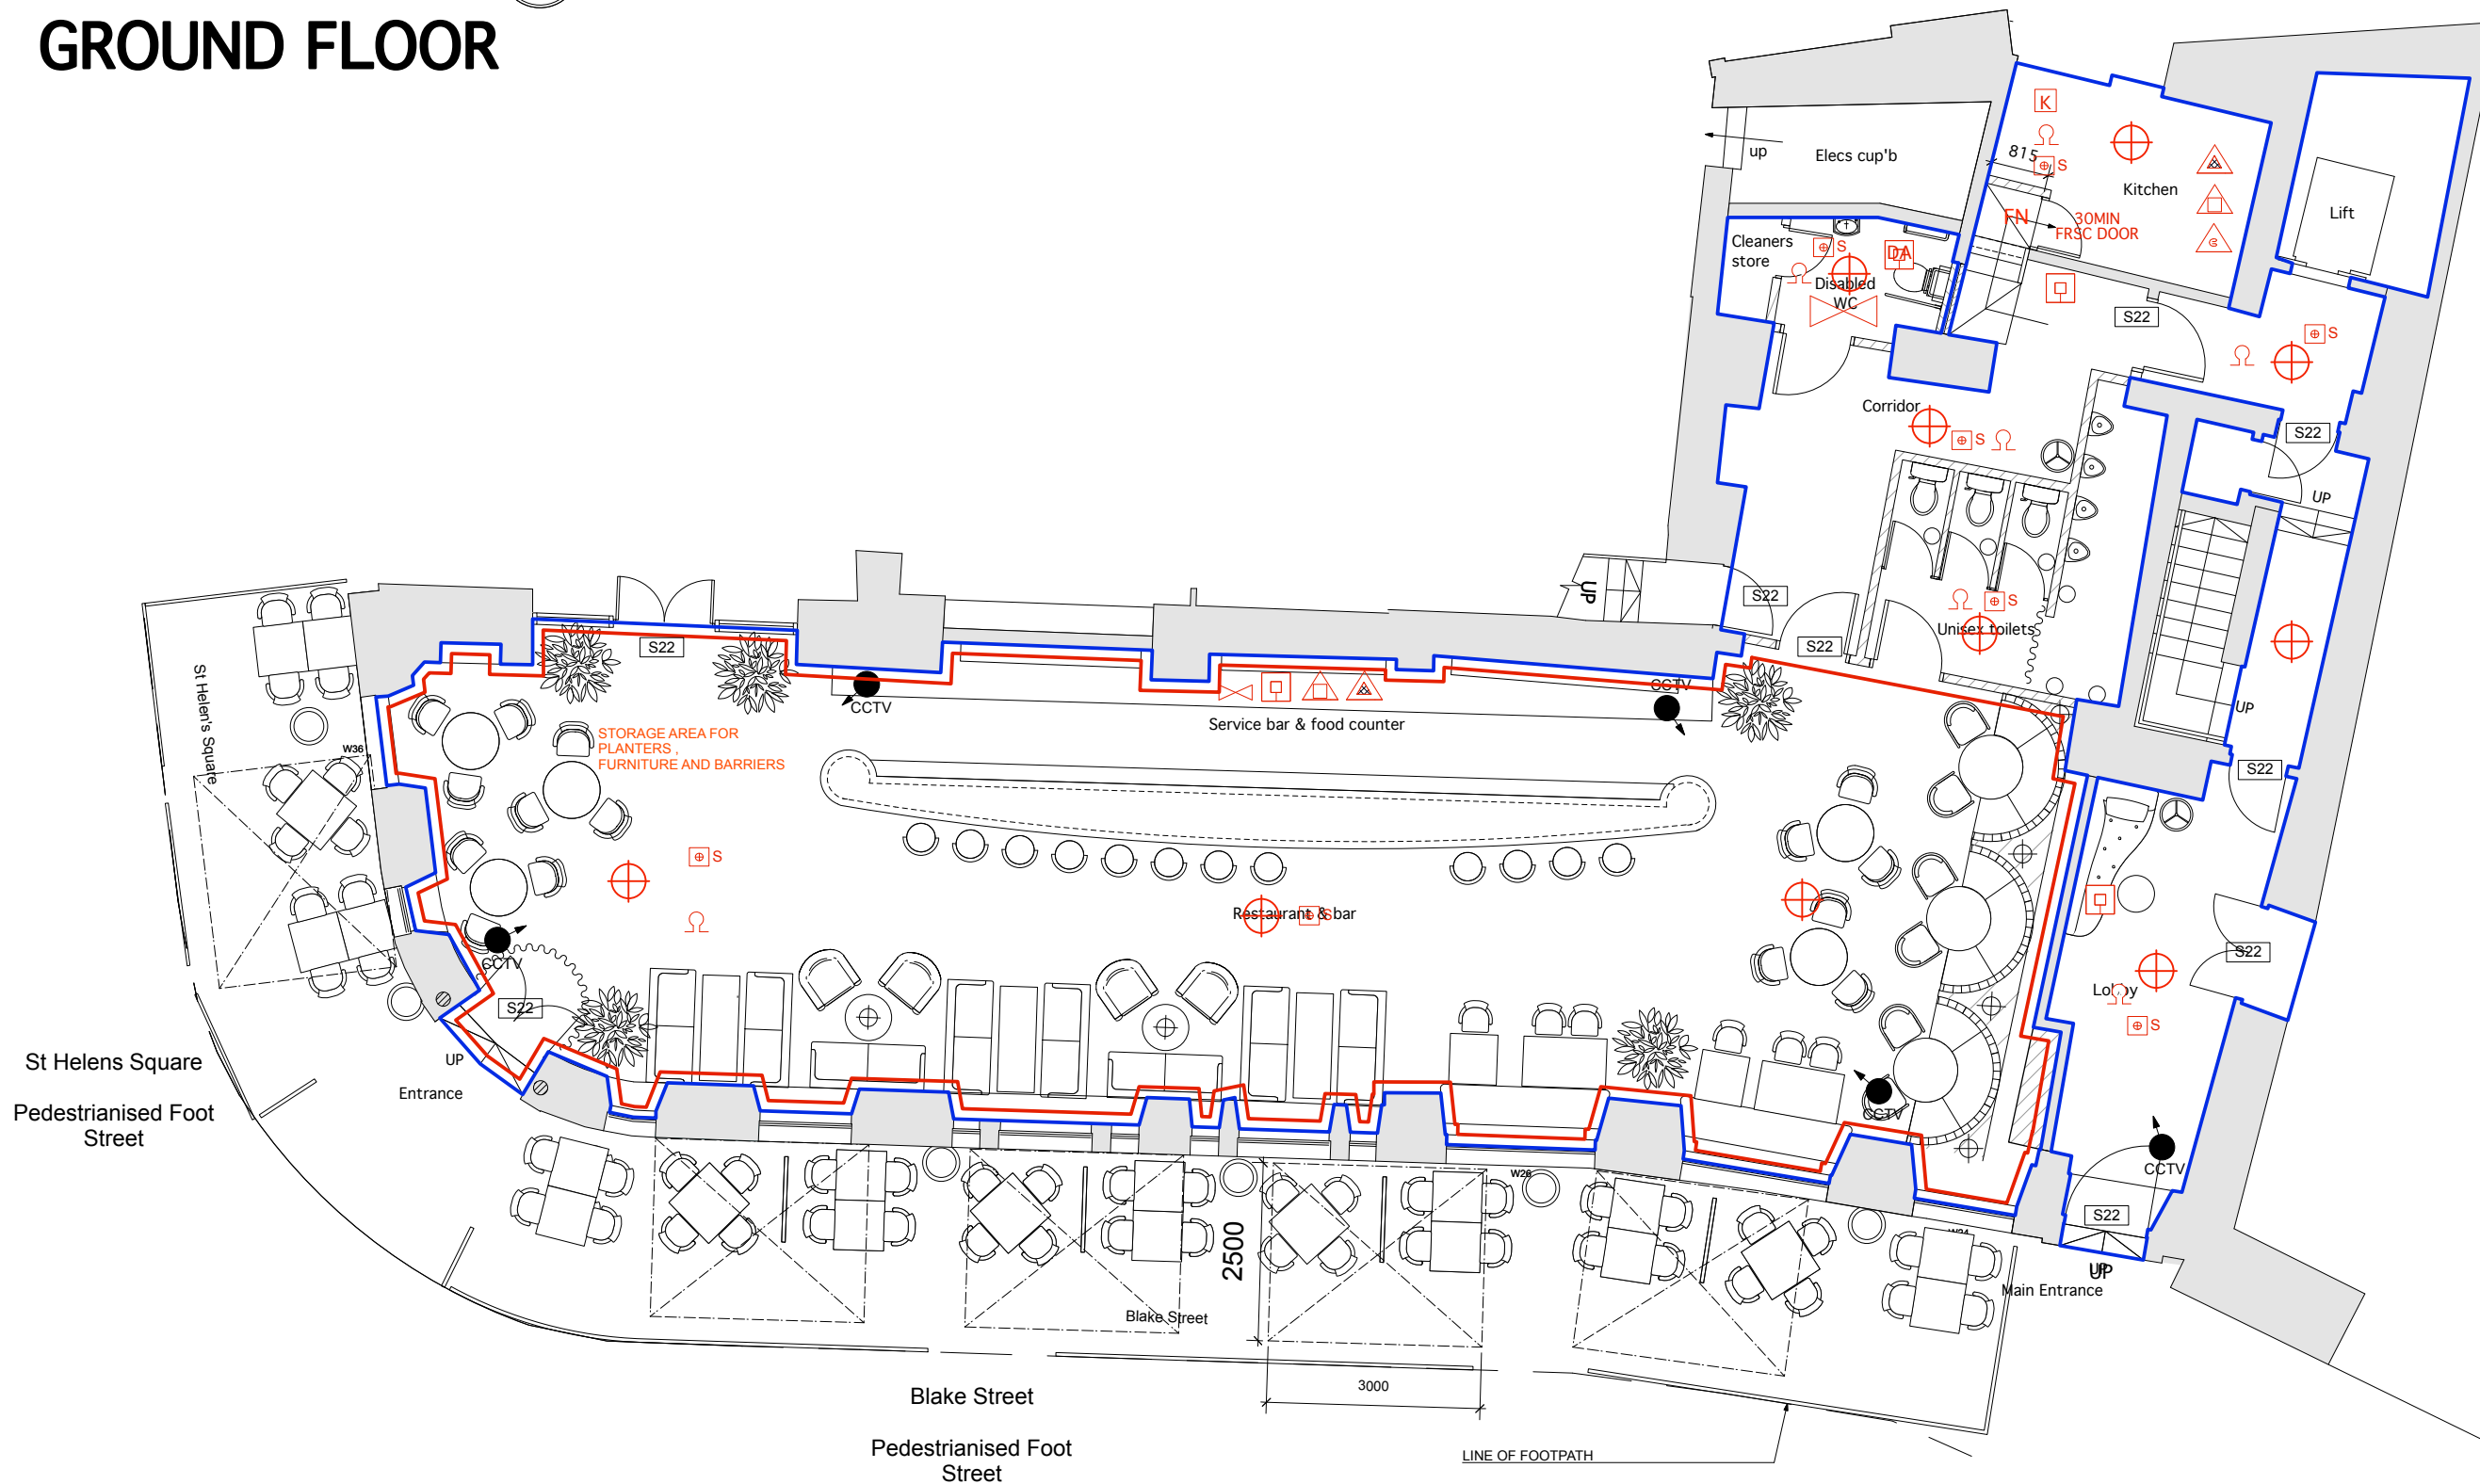 GROUND FLOOR
K
815
S
Kitchen
up
Elecs cup'b
Lift
FN
30MIN
FRSC DOOR
Cleaners
store
S
DA
Disabled
WC
S22
S
Corridor
S
S22
UP
UP
S22
S
Unisex toilets
S22
S22
UP
St Helen's Square
W36
CCTV
CCTV
Service bar & food counter
STORAGE AREA FOR
PLANTERS ,
FURNITURE AND BARRIERS
S22
S
Restaurant & bar
S
CCTV
S22
S22
Lobby
S
St Helens Square
Pedestrianised Foot
Street
UP
Entrance
CCTV
CCTV
S22
UP
UP
Main Entrance
W26
W24
2500
Blake Street
3000
Blake Street
Pedestrianised Foot
Street
LINE OF FOOTPATH